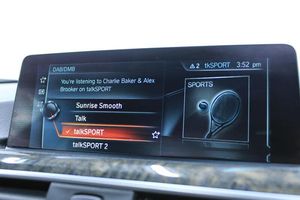 DAB/DMB
2 tkSPORT 3:52 pm
You're listening to Charlie Baker & Alex
Brooker on talkSPORT
SPORTS
Sunrise Smooth
Talk
talkSPORT
talkSPORT 2